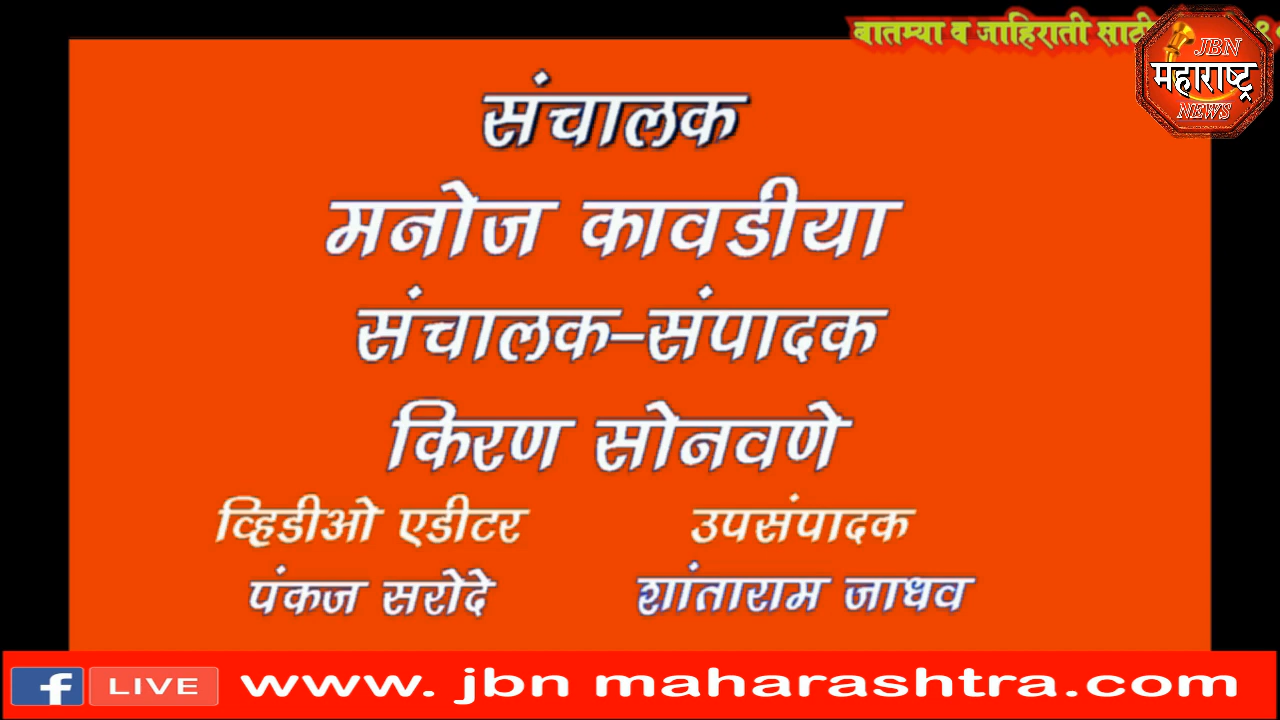 बातम्या व जाहिराती
JBN
महाराष्ट्र
NEWS
संचालक
मनोज कावडीया
संचालक-संपादक
किरण सोनवणे
व्हिडीओ एडीटर
उपसंपादक
पंकज सरोदे
शांताराम जाधव
f LIVE www. jbn maharashtra.com